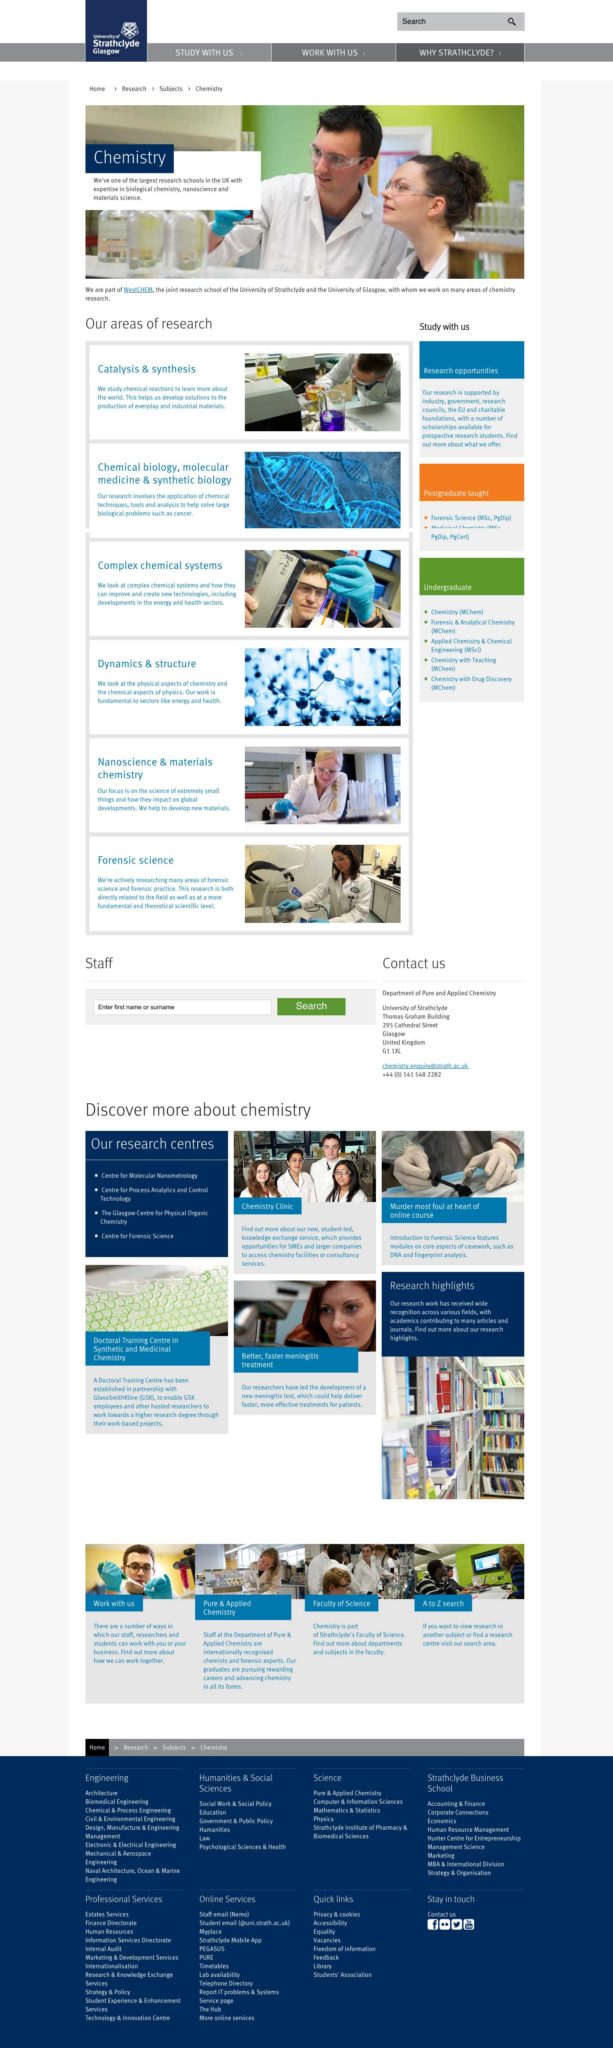 University of
Strathclyde
Glasgow
Search
STUDY WITH US ›
WORK WITH US ›
WHY STRATHCLYDE? ›
Home › Research › Subjects › Chemistry
Chemistry
We've one of the largest research schools in the UK with
expertise in biological chemistry, nanoscience and
materials science.
We are part of WestCHEM, the joint research school of the University of Strathclyde and the University of Glasgow, with whom we work on many areas of chemistry
research.
Our areas of research
Catalysis & synthesis
We study chemical reactions to learn more about
the world. This helps us develop solutions to the
production of everyday and industrial materials.
Chemical biology, molecular
medicine & synthetic biology
Our research involves the application of chemical
techniques, tools and analysis to help solve large
biological problems such as cancer.
Complex chemical systems
We look at complex chemical systems and how they
can improve and create new technologies, including
developments in the energy and health sectors.
Dynamics & structure
We look at the physical aspects of chemistry and
the chemical aspects of physics. Our work is
fundamental to sectors like energy and health.
Nanoscience & materials
chemistry
Our focus is on the science of extremely small
things and how they impact on global
developments. We help to develop new materials.
Forensic science
We're actively researching many areas of forensic
science and forensic practice. This research is both
directly related to the field as well as at a more
fundamental and theoretical scientific level.
Study with us
Research opportunities
Our research is supported by
industry, government, research
councils, the EU and charitable
foundations, with a number of
scholarships available for
prospective research students. Find
out more about what we offer.
Postgraduate taught
Forensic Science (MSc, PgDip)
Medicinal Chemistry (MSc,
PgDip, PgCert)
Undergraduate
Chemistry (MChem)
Forensic & Analytical Chemistry
(MChem)
Applied Chemistry & Chemical
Engineering (MSci)
Chemistry with Teaching
(MChem)
Chemistry with Drug Discovery
(MChem)
Staff
Enter first name or surname
Search
Contact us
Department of Pure and Applied Chemistry
University of Strathclyde
Thomas Graham Building
295 Cathedral Street
Glasgow
United Kingdom
G1 1XL
chemistry.enquiry@strath.ac.uk
+44 (0) 141 548 2282
Discover more about chemistry
Our research centres
Centre for Molecular Nanometrology
Centre for Process Analytics and Control
Technology
The Glasgow Centre for Physical Organic
Chemistry
Centre for Forensic Science
Doctoral Training Centre in
Synthetic and Medicinal
Chemistry
A Doctoral Training Centre has been
established in partnership with
GlaxoSmithKline (GSK), to enable GSK
employees and other hosted researchers to
work towards a higher research degree through
their work-based projects.
Chemistry Clinic
Find out more about our new, student-led,
knowledge exchange service, which provides
opportunities for SMEs and larger companies
to access chemistry facilities or consultancy
services.
Better, faster meningitis
treatment
Our researchers have led the development of a
new meningitis test, which could help deliver
faster, more effective treatments for patients.
Murder most foul at heart of
online course
Introduction to Forensic Science features
modules on core aspects of casework, such as
DNA and fingerprint analysis.
Research highlights
Our research work has received wide
recognition across various fields, with
academics contributing to many articles and
journals. Find out more about our research
highlights.
Work with us
There are a number of ways in
which our staff, researchers and
students can work with you or your
business. Find out more about
how we can work together.
Pure & Applied
Chemistry
Staff at the Department of Pure &
Applied Chemistry are
internationally recognised
chemists and forensic experts. Our
graduates are pursuing rewarding
careers and advancing chemistry
in all its forms.
Faculty of Science
Chemistry is part
of Strathclyde's Faculty of Science.
Find out more about departments
and subjects in the faculty.
A to Z search
If you want to view research in
another subject or find a research
centre visit our search area.
Home > Research > Subjects > Chemistry
Engineering
Architecture
Biomedical Engineering
Chemical & Process Engineering
Civil & Environmental Engineering
Design, Manufacture & Engineering
Management
Electronic & Electrical Engineering
Mechanical & Aerospace
Engineering
Naval Architecture, Ocean & Marine
Engineering
Humanities & Social
Sciences
Social Work & Social Policy
Education
Government & Public Policy
Humanities
Law
Psychological Sciences & Health
Science
Pure & Applied Chemistry
Computer & Information Sciences
Mathematics & Statistics
Physics
Strathclyde Institute of Pharmacy &
Biomedical Sciences
Strathclyde Business
School
Accounting & Finance
Corporate Connections
Economics
Human Resource Management
Hunter Centre for Entrepreneurship
Management Science
Marketing
MBA & International Division
Strategy & Organisation
Professional Services
Estates Services
Finance Directorate
Human Resources
Information Services Directorate
Internal Audit
Marketing & Development Services
Internationalisation
Research & Knowledge Exchange
Services
Strategy & Policy
Student Experience & Enhancement
Services
Technology & Innovation Centre
Online Services
Staff email (Nemo)
Student email (@uni.strath.ac.uk)
Myplace
Strathclyde Mobile App
PEGASUS
PURE
Timetables
Lab availability
Telephone Directory
Report IT problems & Systems
Service page
The Hub
More online services
Quick links
Privacy & cookies
Accessibility
Equality
Vacancies
Freedom of information
Feedback
Library
Students' Association
Stay in touch
Contact us